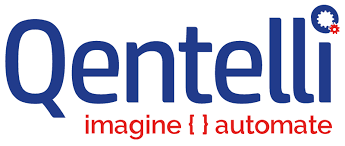 Qentelli
imagine { } automate